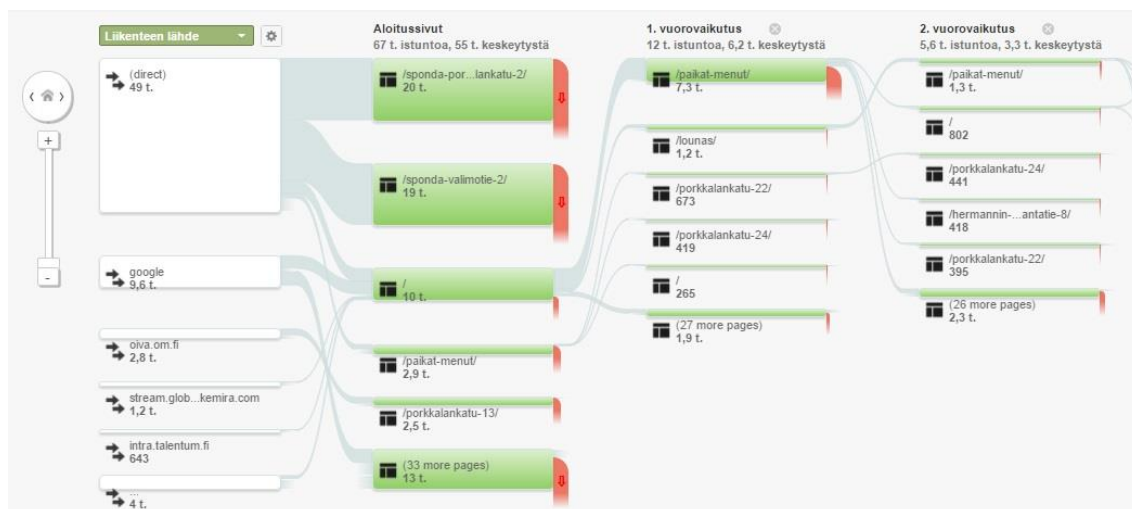 Liikenteen lähde
(direct)
49 t.
google
9,6 t.
oiva.om.fi
2,8 t.
stream.glob...kemira.com
1,2 t.
intra.talentum.fi
643
...
4 t.
Aloitussivut
67 t. istuntoa, 55 t. keskeytystä
/sponda-por...lankatu-2/
20 t.
/sponda-valimotie-2/
19 t.
/
10 t.
/paikat-menut/
2,9 t.
/porkkalankatu-13/
2,5 t.
(33 more pages)
13 t.
1. vuorovaikutus
12 t. istuntoa, 6,2 t. keskeytystä
/paikat-menut/
7,3 t.
/lounas/
1,2 t.
/porkkalankatu-22/
673
/porkkalankatu-24/
419
/
265
(27 more pages)
1,9 t.
2. vuorovaikutus
5,6 t. istuntoa, 3,3 t. keskeytystä
/paikat-menut/
1,3 t.
/
802
/porkkalankatu-24/
441
/hermannin-...antatie-8/
418
/porkkalankatu-22/
395
(26 more pages)
2,3 t.